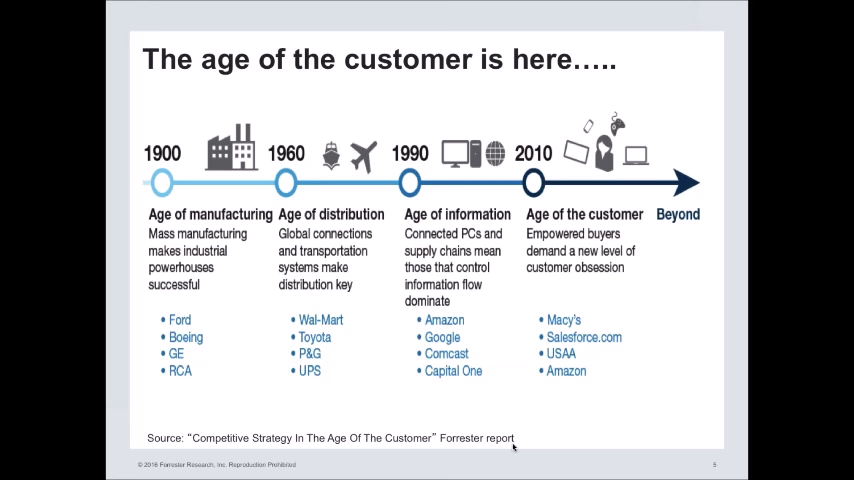 The age of the customer is here.....
1900
1960
1990
2010
Age of manufacturing
Mass manufacturing
makes industrial
powerhouses
successful
• Ford
• Boeing
• GE
• RCA
Age of distribution
Global connections
and transportation
systems make
distribution key
• Wal-Mart
• Toyota
• P&G
• UPS
Age of information
Connected PCs and
supply chains mean
those that control
information flow
dominate
• Amazon
• Google
• Comcast
• Capital One
Age of the customer
Empowered buyers
demand a new level of
customer obsession
• Macy's
• Salesforce.com
• USAA
• Amazon
Beyond
Source: “Competitive Strategy In The Age Of The Customer” Forrester report
© 2016 Forrester Research, Inc. Reproduction Prohibited
5